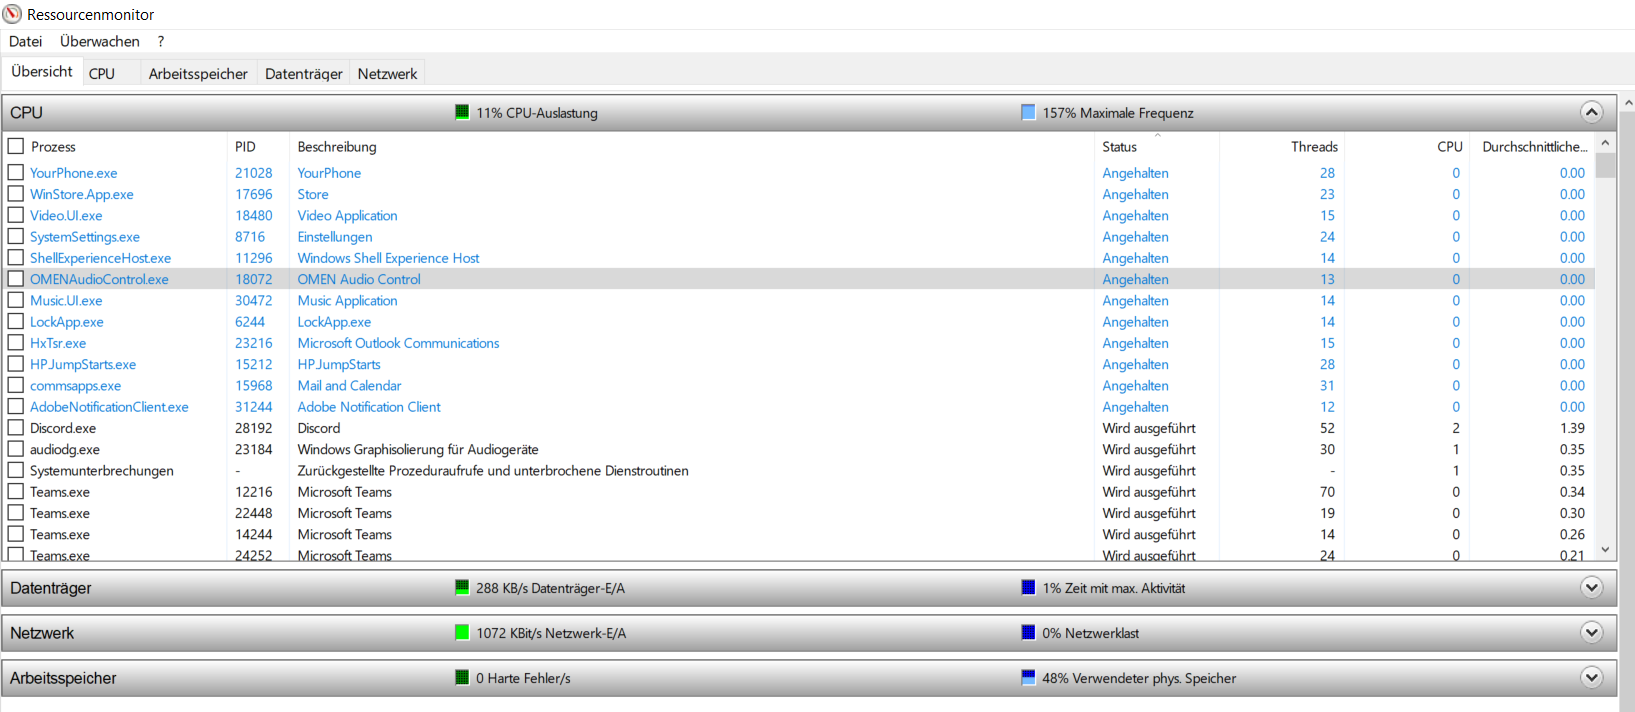 Ressourcenmonitor
Datei Überwachen ?
Übersicht CPU Arbeitsspeicher Datenträger Netzwerk
CPU 11% CPU-Auslastung 157% Maximale Frequenz
Prozess PID Beschreibung Status Threads CPU Durchschnittliche...
YourPhone.exe 21028 YourPhone Angehalten 28 0 0.00
WinStore.App.exe 17696 Store Angehalten 23 0 0.00
Video.UI.exe 18480 Video Application Angehalten 15 0 0.00
SystemSettings.exe 8716 Einstellungen Angehalten 24 0 0.00
ShellExperienceHost.exe 11296 Windows Shell Experience Host Angehalten 14 0 0.00
OMENAudioControl.exe 18072 OMEN Audio Control Angehalten 13 0 0.00
Music.UI.exe 30472 Music Application Angehalten 14 0 0.00
LockApp.exe 6244 LockApp.exe Angehalten 14 0 0.00
HxTsr.exe 23216 Microsoft Outlook Communications Angehalten 15 0 0.00
HPJumpStarts.exe 15212 HPJumpStarts Angehalten 28 0 0.00
commsapps.exe 15968 Mail and Calendar Angehalten 31 0 0.00
AdobeNotificationClient.exe 31244 Adobe Notification Client Angehalten 12 0 0.00
Discord.exe 28192 Discord Wird ausgeführt 52 2 1.39
audiodg.exe 23184 Windows Graphisolierung für Audiogeräte Wird ausgeführt 30 1 0.35
Systemunterbrechungen - Zurückgestellte Prozeduraufrufe und unterbrochene Dienstroutinen Wird ausgeführt - 1 0.35
Teams.exe 12216 Microsoft Teams Wird ausgeführt 70 0 0.34
Teams.exe 22448 Microsoft Teams Wird ausgeführt 19 0 0.30
Teams.exe 14244 Microsoft Teams Wird ausgeführt 14 0 0.26
Teams.exe 24252 Microsoft Teams Wird ausgeführt 24 0 0.21
Datenträger 288 KB/s Datenträger-E/A 1% Zeit mit max. Aktivität
Netzwerk 1072 KBit/s Netzwerk-E/A 0% Netzwerklast
Arbeitsspeicher 0 Harte Fehler/s 48% Verwendeter phys. Speicher